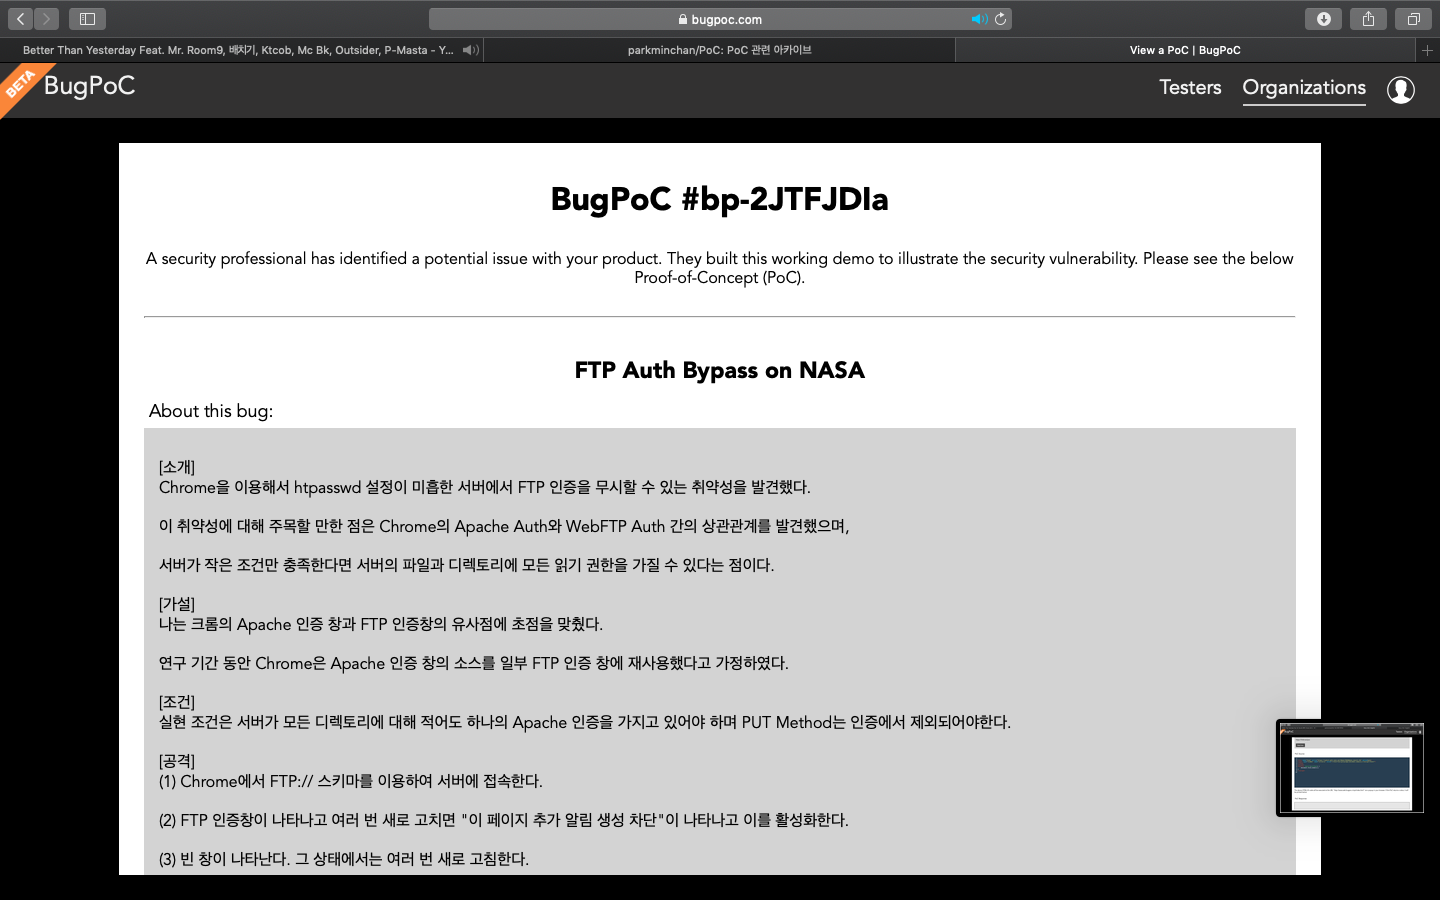 bugpoc.com
Better Than Yesterday Feat. Mr. Room9, 배치기, Ktcob, Mc Bk, Outsider, P-Masta - Y...
parkminchan/PoC: PoC 관련 아카이브
View a PoC | BugPoC
BETA
BugPoC
Testers
Organizations
BugPoC #bp-2JTFJDIa
A security professional has identified a potential issue with your product. They built this working demo to illustrate the security vulnerability. Please see the below
Proof-of-Concept (PoC).
FTP Auth Bypass on NASA
About this bug:
[소개]
Chrome을 이용해서 htpasswd 설정이 미흡한 서버에서 FTP 인증을 무시할 수 있는 취약성을 발견했다.
이 취약성에 대해 주목할 만한 점은 Chrome의 Apache Auth와 WebFTP Auth 간의 상관관계를 발견했으며,
서버가 작은 조건만 충족한다면 서버의 파일과 디렉토리에 모든 읽기 권한을 가질 수 있다는 점이다.
[가설]
나는 크롬의 Apache 인증 창과 FTP 인증창의 유사점에 초점을 맞췄다.
연구 기간 동안 Chrome은 Apache 인증 창의 소스를 일부 FTP 인증 창에 재사용했다고 가정하였다.
[조건]
실현 조건은 서버가 모든 디렉토리에 대해 적어도 하나의 Apache 인증을 가지고 있어야 하며 PUT Method는 인증에서 제외되어야한다.
[공격]
(1) Chrome에서 FTP:// 스키마를 이용하여 서버에 접속한다.
(2) FTP 인증창이 나타나고 여러 번 새로 고치면 "이 페이지 추가 알림 생성 차단"이 나타나고 이를 활성화한다.
(3) 빈 창이 나타난다. 그 상태에서는 여러 번 새로 고침한다.